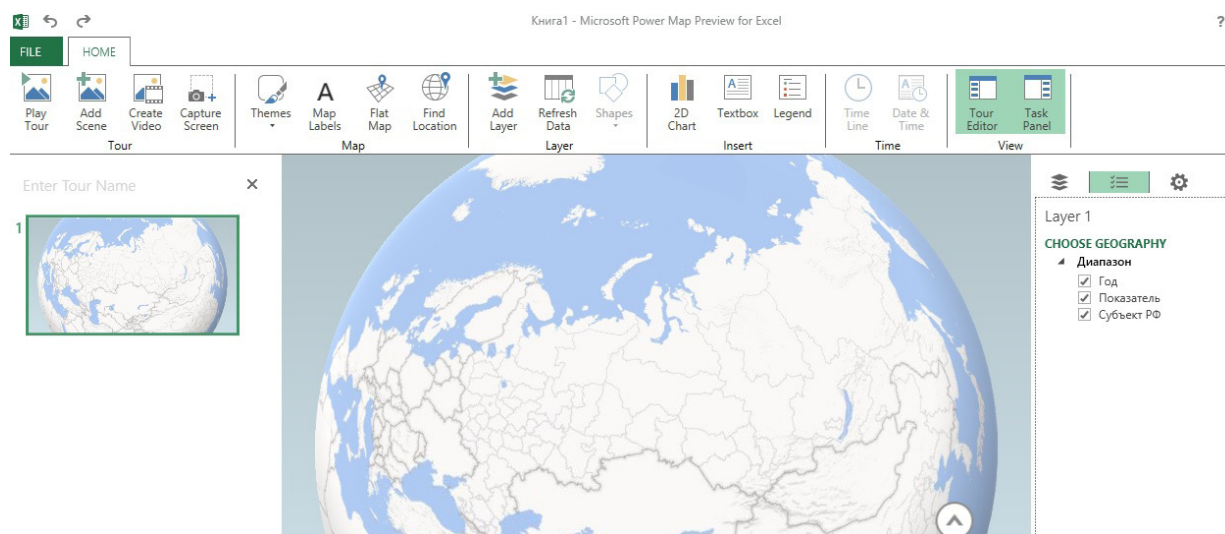 Книга1 - Microsoft Power Map Preview for Excel
?
FILE HOME
Play Tour
Add Scene
Create Video
Capture Screen
Tour
Themes
Map Labels
Flat Map
Find Location
Map
Add Layer
Refresh Data
Shapes
Layer
2D Chart
Textbox
Legend
Insert
Time Line
Date & Time
Time
Tour Editor
Task Panel
View
Enter Tour Name
1
Layer 1
CHOOSE GEOGRAPHY
Диапазон
Год
Показатель
Субъект РФ